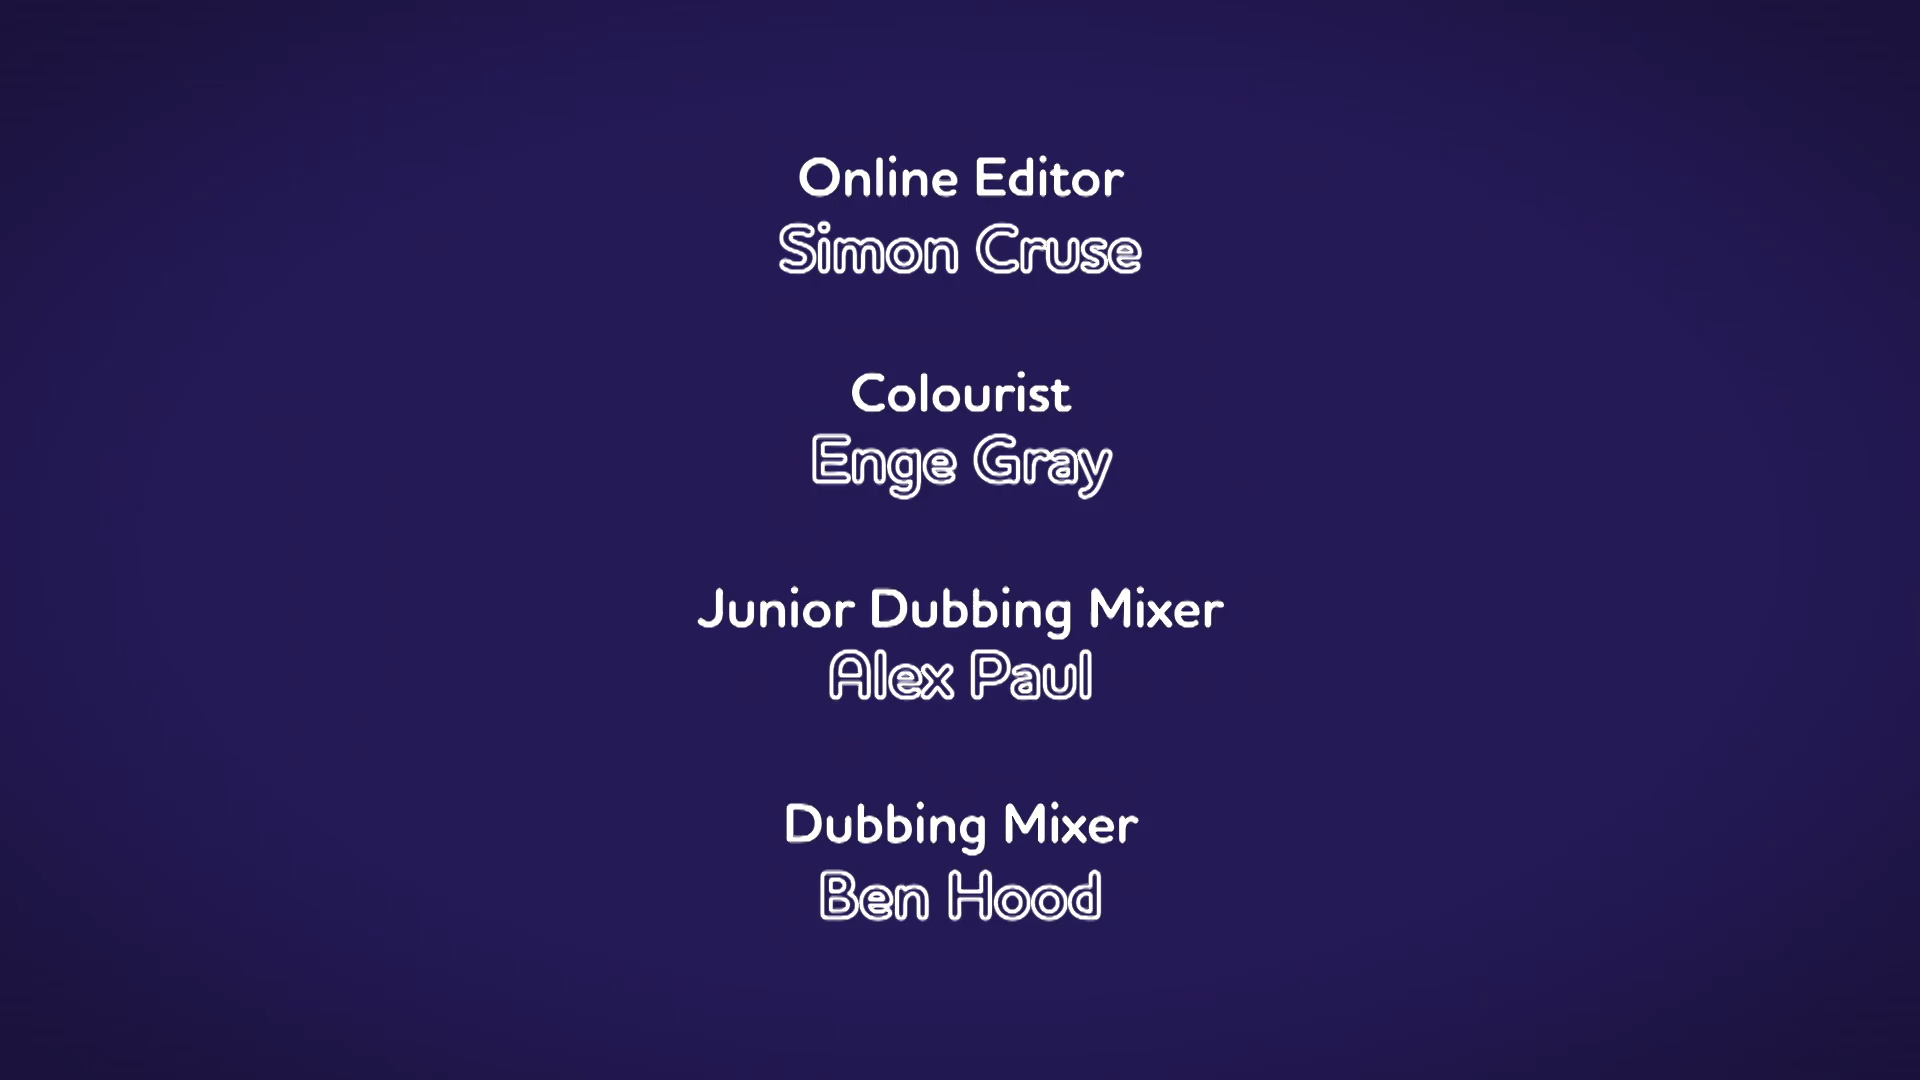 Online Editor
Simon Cruse
Colourist
Enge Gray
Junior Dubbing Mixer
Alex Paul
Dubbing Mixer
Ben Hood